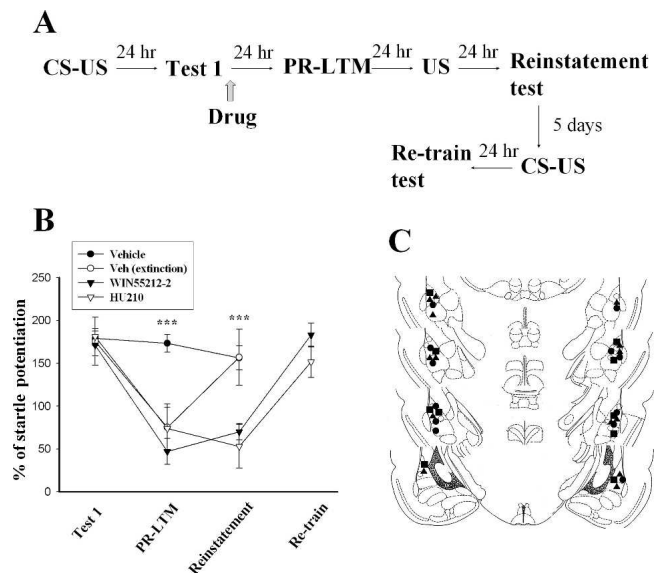 A
CS-US 24 hr Test 1 24 hr PR-LTM 24 hr US 24 hr Reinstatement test
Drug
5 days
Re-train test 24 hr CS-US
B
Vehicle
Veh (extinction)
WIN55212-2
HU210
% of startle potentiation
250
200
150
100
50
0
*** ***
Test 1
PR-LTM
Reinstatement
Re-train
C